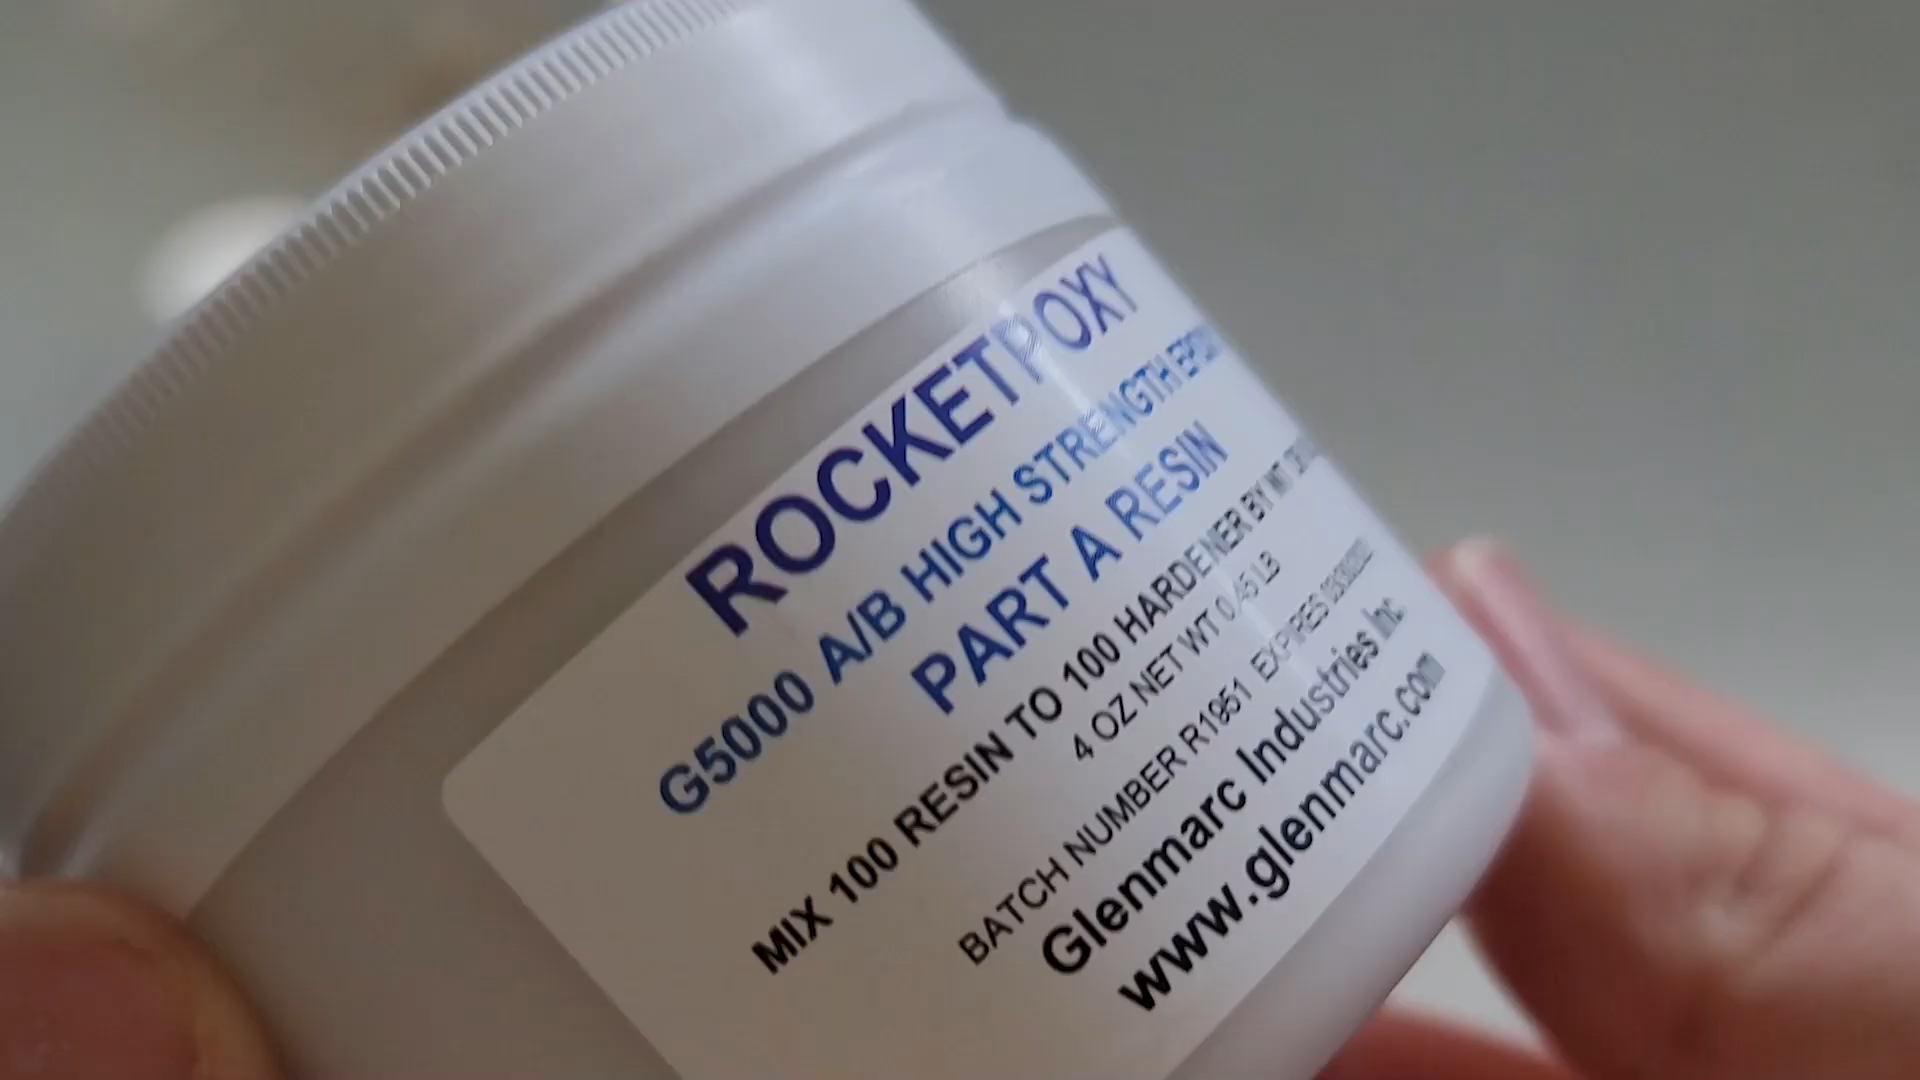 ROCKETPOXY
G5000 A/B HIGH STRENGTH EPOXY
PART A RESIN
MIX 100 RESIN TO 100 HARDENER BY WT
4 OZ NET WT 0.45 LB
BATCH NUMBER R1951 EXPIRES
Glenmarc Industries Inc.
www.glenmarc.com